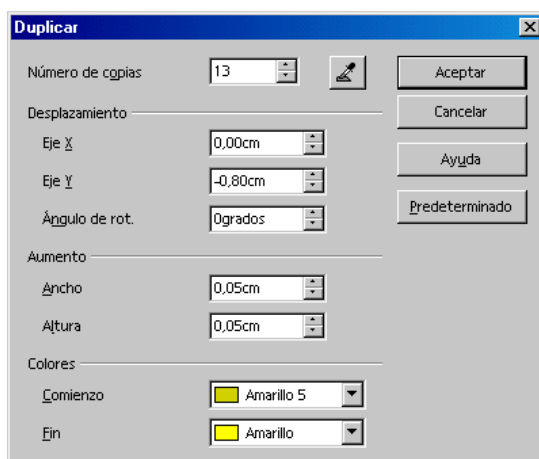 Duplicar
Número de copias 13
Aceptar
Desplazamiento
Cancelar
Eje X 0,00cm
Ayuda
Eje Y -0,80cm
Predeterminado
Ángulo de rot. 0grados
Aumento
Ancho 0,05cm
Altura 0,05cm
Colores
Comienzo Amarillo 5
Fin Amarillo